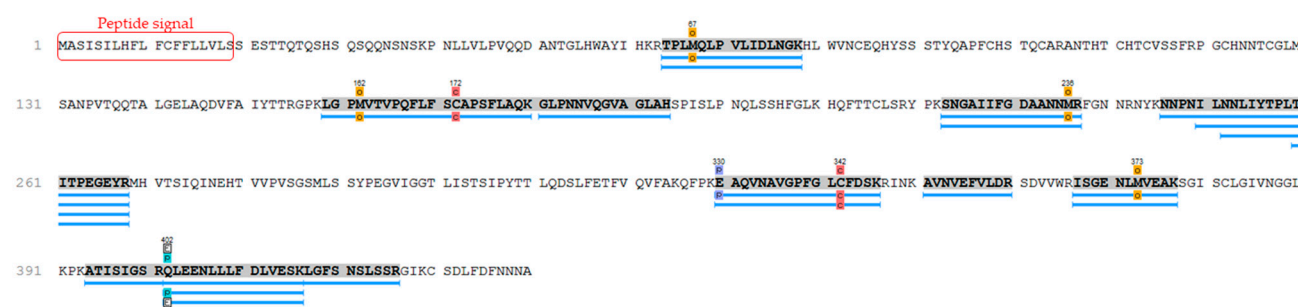 Peptide signal
67
1 MASISILHFL FCFFLLVLSS ESTTQTQSHS QSQQNSNSKP NLLVLPVQQD ANTGLHWAYI HKRTPLMQLP VLIDLNGKHL WVNCEQHYSS STYQAPFCHS TQCARANTHT CHTCVSSFRP GCHNNTCGLM
o
o
162 172 236
131 SANPVTQQTA LGELAQDVFA IYTTRGPKLG PMVTVPQFLF SCAPSFLAQK GLPNNVQGVA GLAHSPISLP NQLSSHFGLK HQFTTCLSRY PKSNGAIIFG DAANNMRFGN NRNYKNNPNI LNNLIYTPLT
o c o
o c o
330 342 373
261 ITPEGEYRMH VTSIQINEHT VVPVSGSMLS SYPEGVIGGT LISTSIPYTT LQDSLFETFV QVFAKQFPKE AQVNAVGPFG LCFDSKRINK AVNVEFVLDR SDVVWRISGE NLMVEAKSGI SCLGIVNGGL
p c o
p c o
402
391 KPKATISIGS RQLEENLLLF DLVESKLGFS NSLSSRGIKC SDLFDFNNNA
p
p